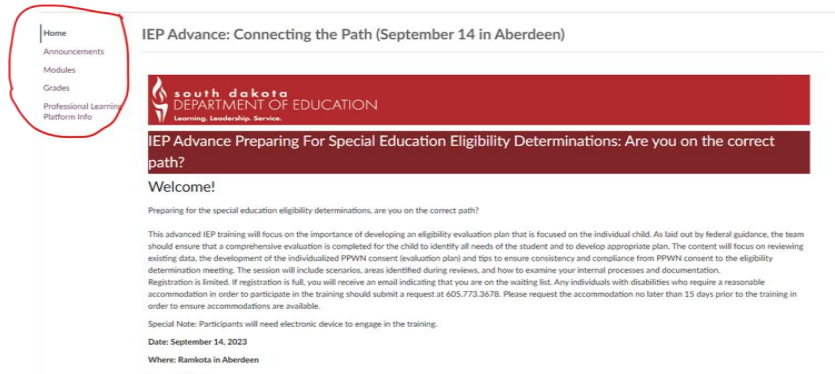 Home
Announcements
Modules
Grades
Professional Learning
Platform Info
IEP Advance: Connecting the Path (September 14 in Aberdeen)
south dakota
DEPARTMENT OF EDUCATION
Learning. Leadership. Service.
IEP Advance Preparing For Special Education Eligibility Determinations: Are you on the correct
path?
Welcome!
Preparing for the special education eligibility determinations, are you on the correct path?
This advanced IEP training will focus on the importance of developing an eligibility evaluation plan that is focused on the individual child. As laid out by federal guidance, the team
should ensure that a comprehensive evaluation is completed for the child to identify all needs of the student and to develop appropriate plan. The content will focus on reviewing
existing data, the development of the individualized PPWN consent (evaluation plan) and tips to ensure consistency and compliance from PPWN consent to the eligibility
determination meeting. The session will include scenarios, areas identified during reviews, and how to examine your internal processes and documentation.
Registration is limited. If registration is full, you will receive an email indicating that you are on the waiting list. Any individuals with disabilities who require a reasonable
accommodation in order to participate in the training should submit a request at 605.773.3678. Please request the accommodation no later than 15 days prior to the training in
order to ensure accommodations are available.
Special Note: Participants will need electronic device to engage in the training.
Date: September 14, 2023
Where: Ramkota in Aberdeen